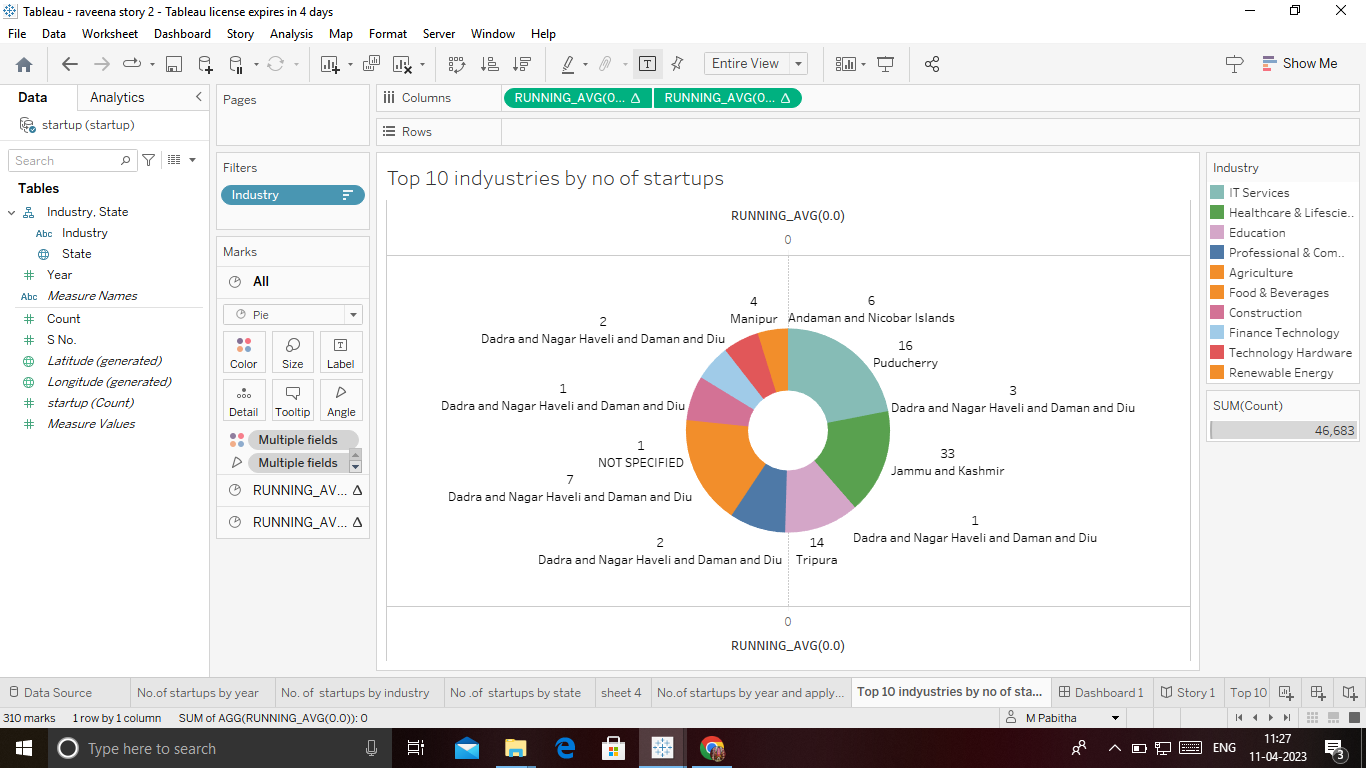 Tableau - raveena story 2 - Tableau license expires in 4 days
File Data Worksheet Dashboard Story Analysis Map Format Server Window Help
Entire View
Show Me
Data Analytics
startup (startup)
Search
Tables
Industry, State
Abc Industry
State
Year
Abc Measure Names
Count
S No.
Latitude (generated)
Longitude (generated)
startup (Count)
Measure Values
Pages
Filters
Industry
Marks
All
Pie
Color Size Label
Detail Tooltip Angle
Multiple fields
Multiple fields
RUNNING_AV... Δ
RUNNING_AV... Δ
Columns RUNNING_AVG(0... Δ RUNNING_AVG(0... Δ
Rows
Top 10 indyustries by no of startups
RUNNING_AVG(0.0)
0
4
Manipur
6
Andaman and Nicobar Islands
2
Dadra and Nagar Haveli and Daman and Diu
16
Puducherry
1
Dadra and Nagar Haveli and Daman and Diu
3
Dadra and Nagar Haveli and Daman and Diu
1
NOT SPECIFIED
33
Jammu and Kashmir
7
Dadra and Nagar Haveli and Daman and Diu
1
Dadra and Nagar Haveli and Daman and Diu
2
Dadra and Nagar Haveli and Daman and Diu
14
Tripura
0
RUNNING_AVG(0.0)
Industry
IT Services
Healthcare & Lifescie..
Education
Professional & Com..
Agriculture
Food & Beverages
Construction
Finance Technology
Technology Hardware
Renewable Energy
SUM(Count)
46,683
Data Source No.of startups by year No. of startups by industry No .of startups by state sheet 4 No.of startups by year and apply... Top 10 indyustries by no of sta... Dashboard 1 Story 1 Top 10
310 marks 1 row by 1 column SUM of AGG(RUNNING_AVG(0.0)): 0 M Pabitha
Type here to search
ENG
11:27
11-04-2023
3